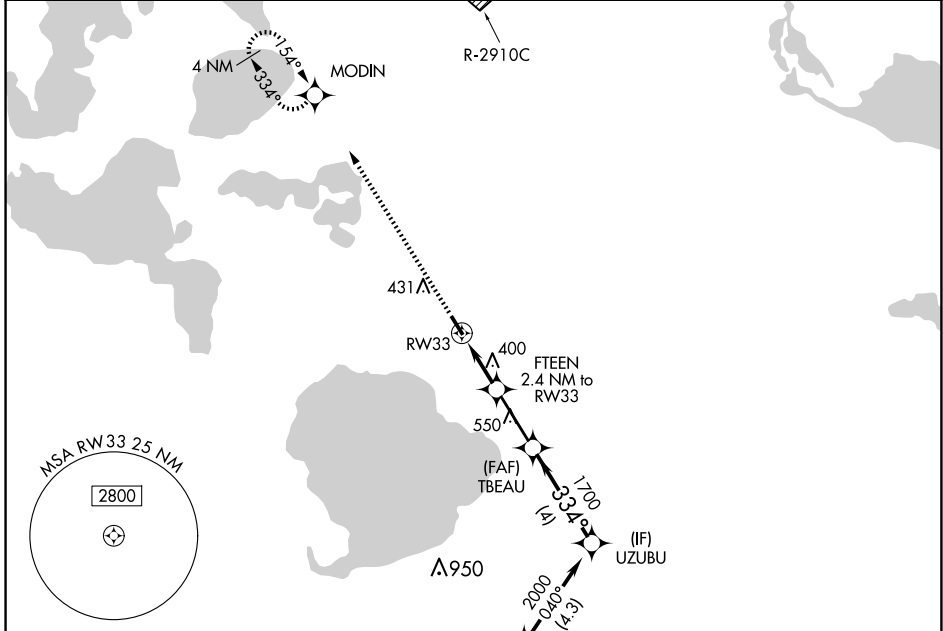 R-2910C
4 NM
154°
334°
MODIN
431
RW33
400
FTEEN
2.4 NM to
RW33
550
(FAF)
TBEAU
1700
334°
(4)
(IF)
UZUBU
2000
040°
(4.3)
950
MSA RW33 25 NM
2800